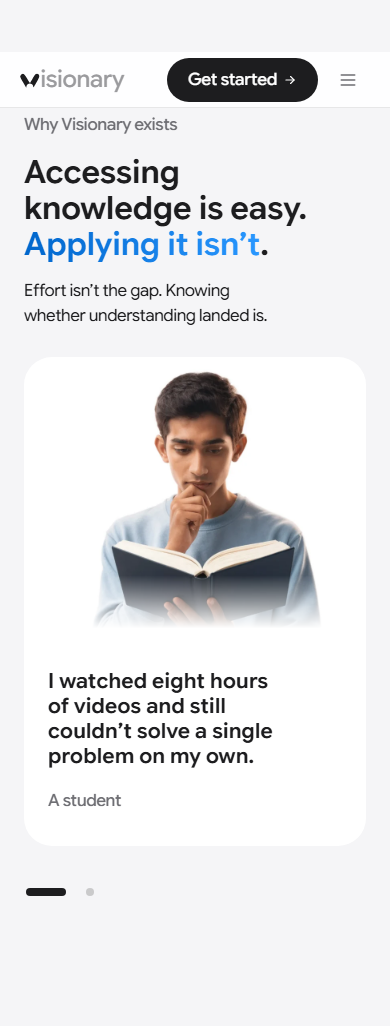 visionary
Get started →
Why Visionary exists
Accessing
knowledge is easy.
Applying it isn’t.
Effort isn’t the gap. Knowing
whether understanding landed is.
I watched eight hours
of videos and still
couldn’t solve a single
problem on my own.
A student